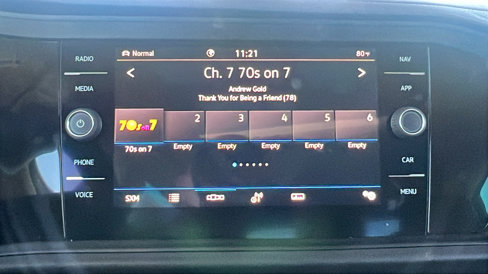 RADIO
MEDIA
PHONE
VOICE
Normal
11:21
80°F
< Ch. 7 70s on 7 >
Andrew Gold
Thank You for Being a Friend (78)
70s on 7
2
3
4
5
6
70s on 7
Empty
Empty
Empty
Empty
Empty
SXM
NAV
APP
CAR
MENU